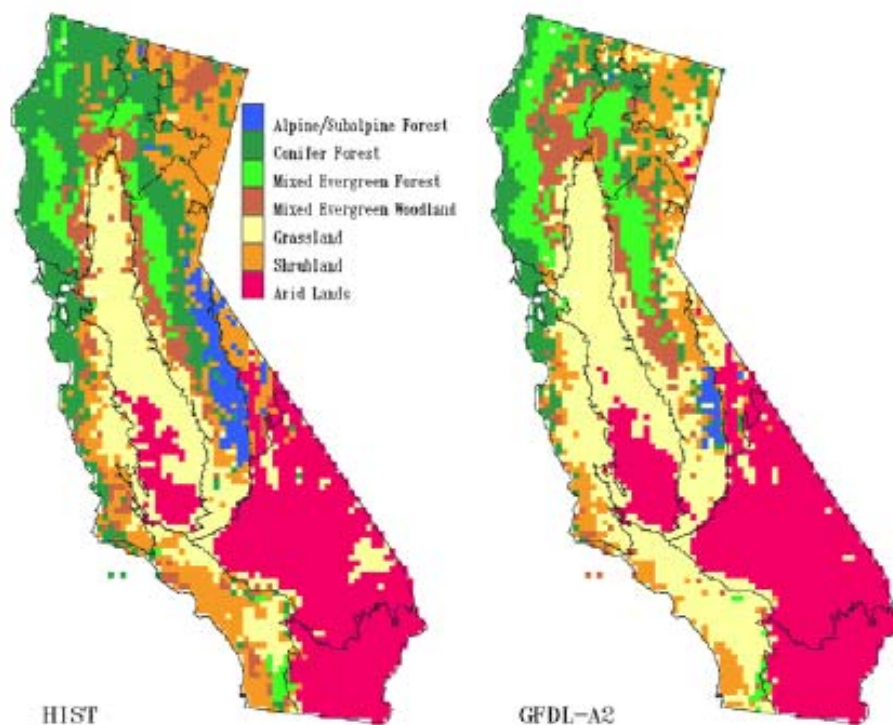 Alpine/Subalpine Forest
Conifer Forest
Mixed Evergreen Forest
Mixed Evergreen Woodland
Grassland
Shrubland
Arid Lands
HIST
GFDL-A2